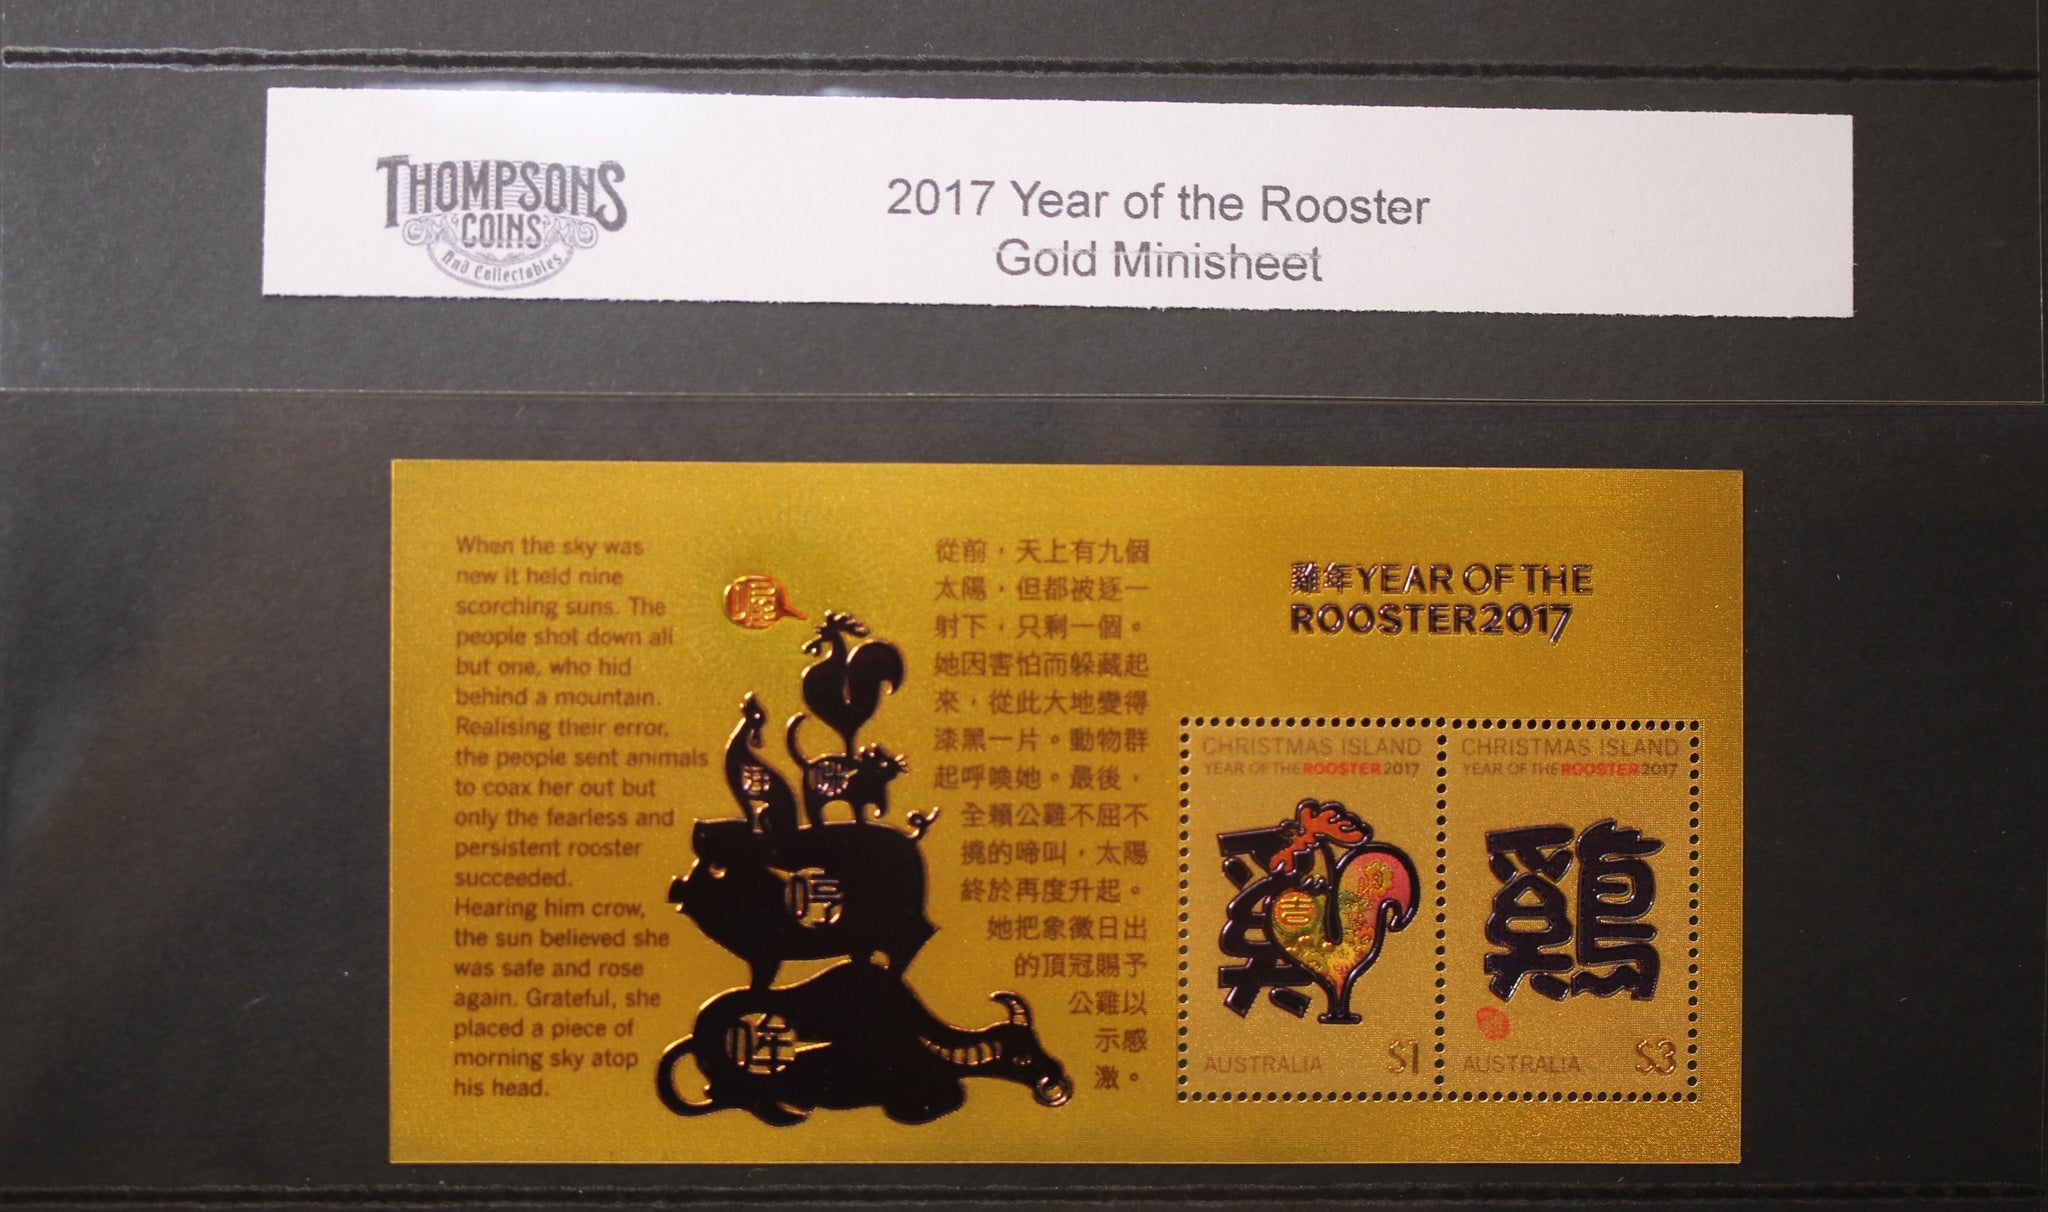 THOMPSONS
COINS
And Collectables
2017 Year of the Rooster
Gold Minisheet
When the sky was
new it held nine
scorching suns. The
people shot down all
but one, who hid
behind a mountain.
Realising their error,
the people sent animals
to coax her out but
only the fearless and
persistent rooster
succeeded.
Hearing him crow,
the sun believed she
was safe and rose
again. Grateful, she
placed a piece of
morning sky atop
his head.
喔
咩
咪
哼
哞
從前，天上有九個
太陽，但都被逐一
射下，只剩一個。
她因害怕而躲藏起
來，從此大地變得
漆黑一片。動物群
起呼喚她。最後，
全賴公雞不屈不
撓的啼叫，太陽
終於再度升起。
她把象徵日出
的頂冠賜予
公雞以
示感
激。
雞年YEAR OF THE
ROOSTER2017
CHRISTMAS ISLAND
YEAR OF THE ROOSTER 2017
吉
AUSTRALIA $1
CHRISTMAS ISLAND
YEAR OF THE ROOSTER 2017
鷄
AUSTRALIA $3